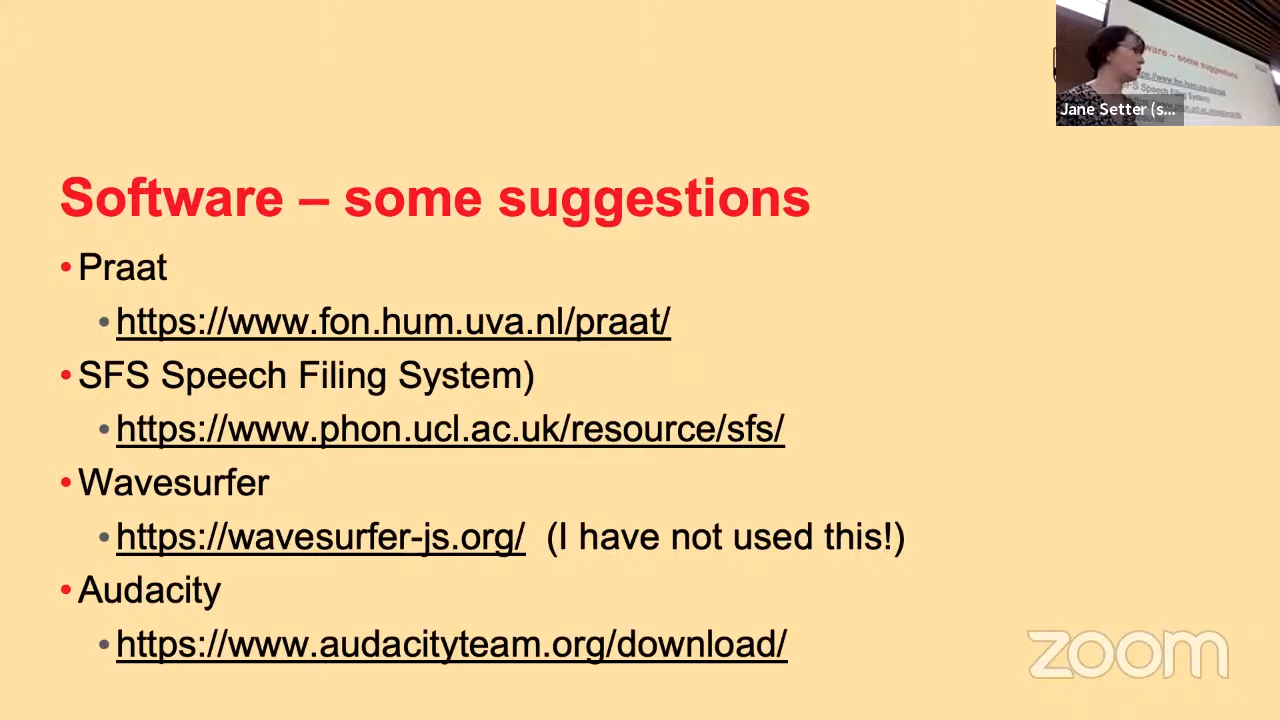 Jane Setter (s...
Software – some suggestions
• Praat
• https://www.fon.hum.uva.nl/praat/
• SFS Speech Filing System)
• https://www.phon.ucl.ac.uk/resource/sfs/
• Wavesurfer
• https://wavesurfer-js.org/ (I have not used this!)
• Audacity
• https://www.audacityteam.org/download/
zoom